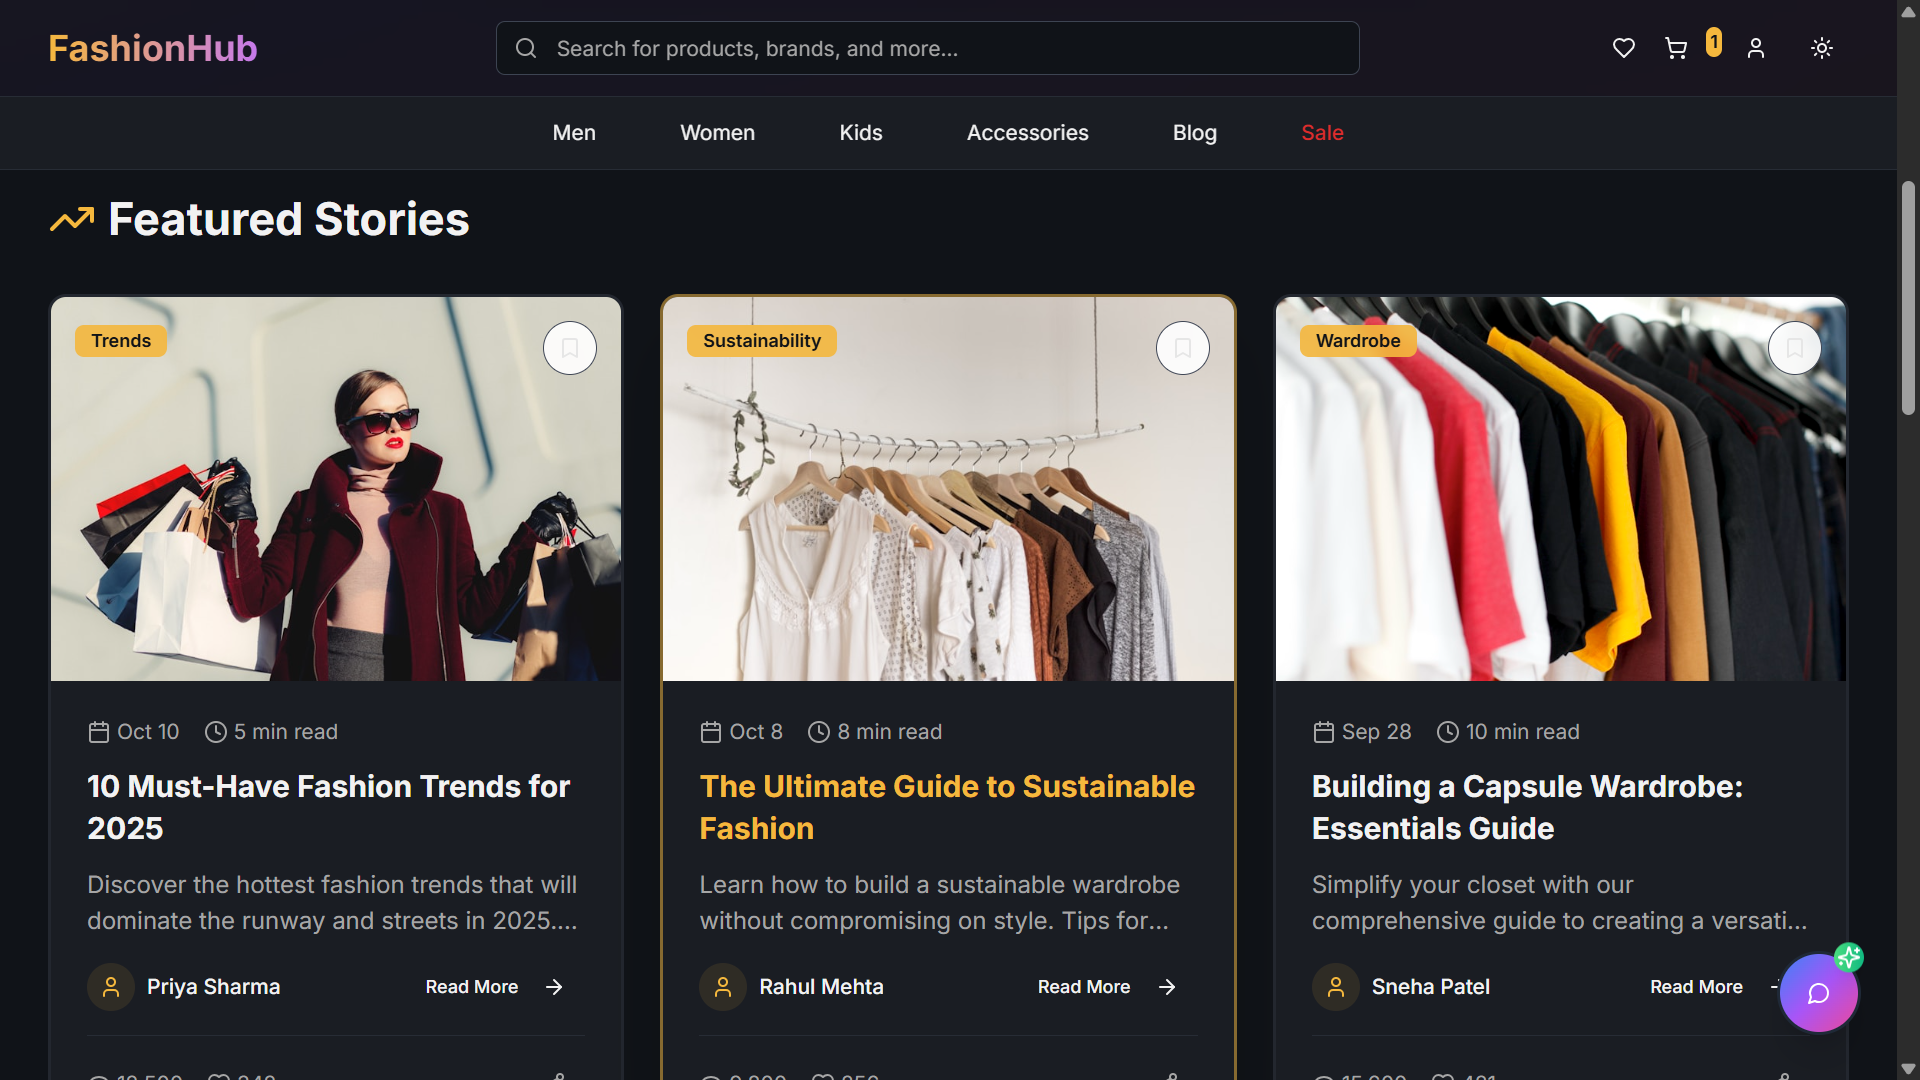 FashionHub
Search for products, brands, and more...
1
Men
Women
Kids
Accessories
Blog
Sale
Featured Stories
Trends
Oct 10
5 min read
10 Must-Have Fashion Trends for
2025
Discover the hottest fashion trends that will
dominate the runway and streets in 2025....
Priya Sharma
Read More
Sustainability
Oct 8
8 min read
The Ultimate Guide to Sustainable
Fashion
Learn how to build a sustainable wardrobe
without compromising on style. Tips for...
Rahul Mehta
Read More
Wardrobe
Sep 28
10 min read
Building a Capsule Wardrobe:
Essentials Guide
Simplify your closet with our
comprehensive guide to creating a versati...
Sneha Patel
Read More